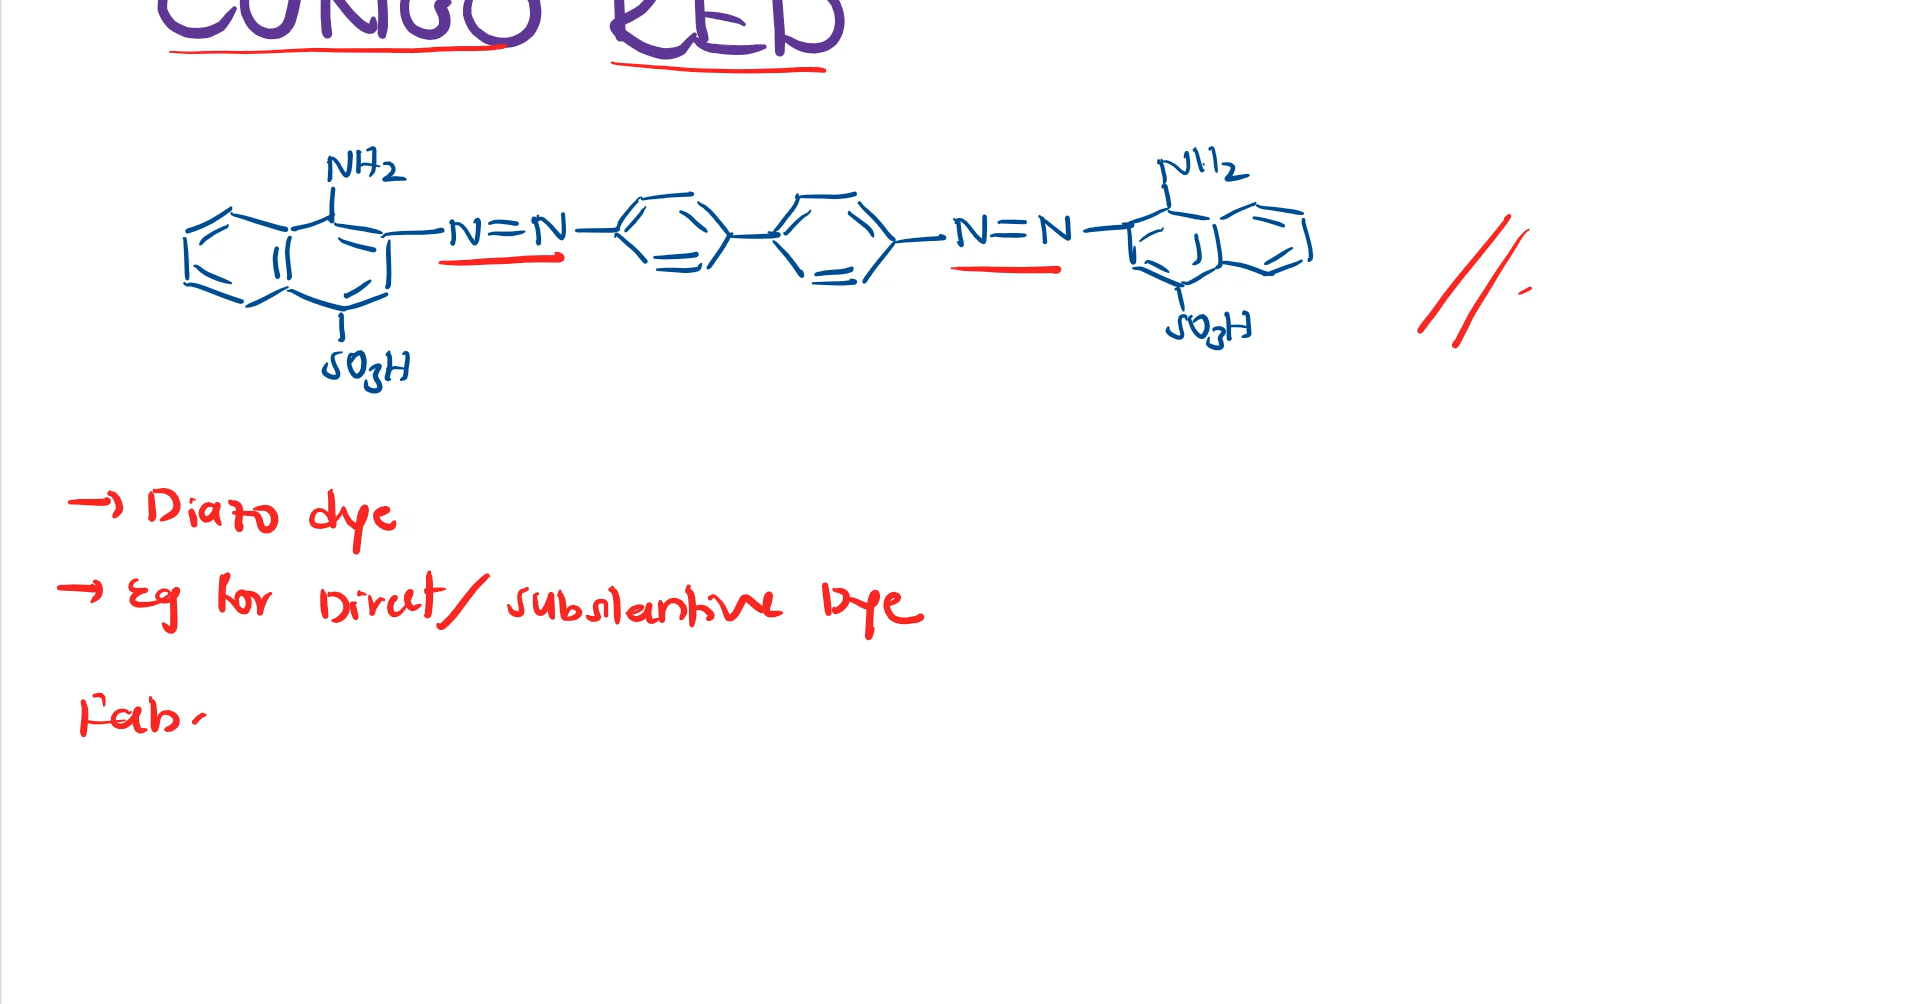 CONGO RED
NH2 NH2
N=N N=N
SO3H SO3H
→ Diazo dye
→ Eg for Direct/substantive Dye
Fab